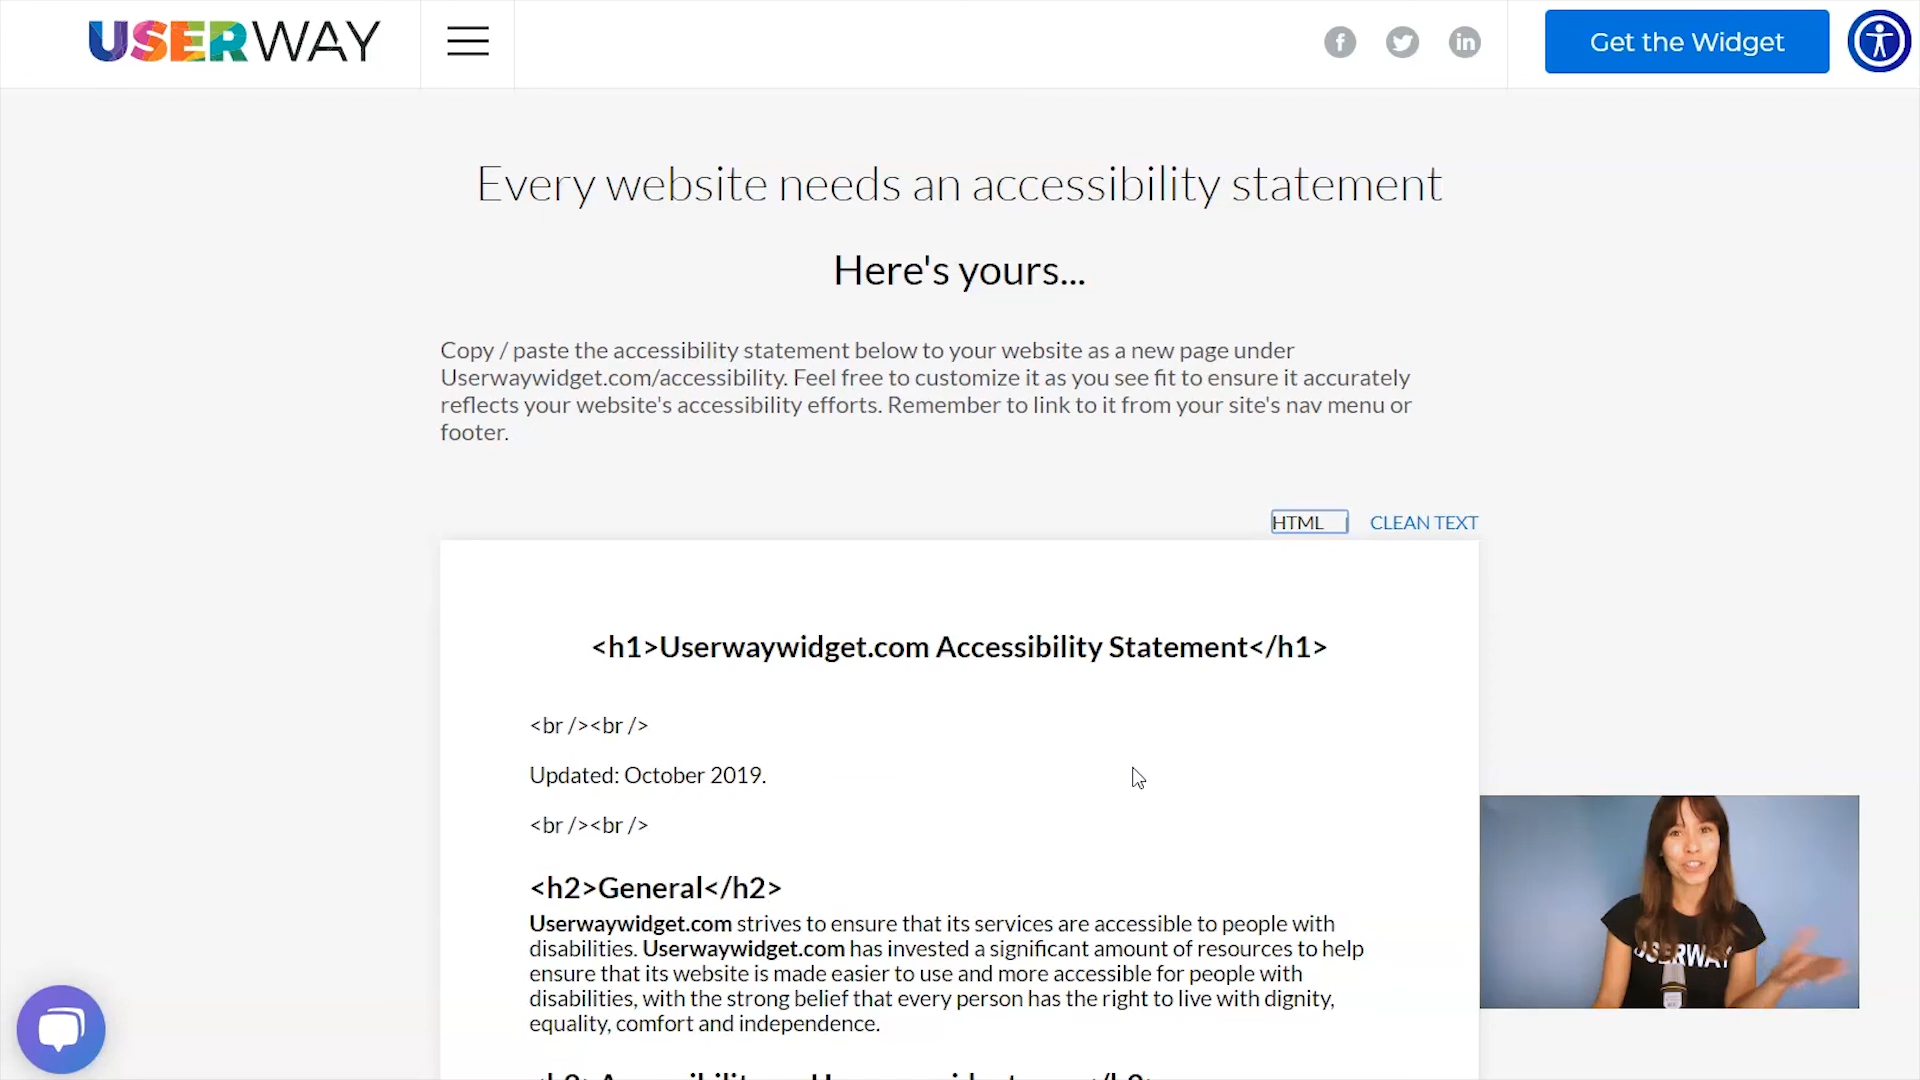 USERWAY
Get the Widget
Every website needs an accessibility statement
Here's yours...
Copy / paste the accessibility statement below to your website as a new page under
Userwaywidget.com/accessibility. Feel free to customize it as you see fit to ensure it accurately
reflects your website's accessibility efforts. Remember to link to it from your site's nav menu or
footer.
HTML CLEAN TEXT
<h1>Userwaywidget.com Accessibility Statement</h1>
<br /><br />
Updated: October 2019.
<br /><br />
<h2>General</h2>
Userwaywidget.com strives to ensure that its services are accessible to people with
disabilities. Userwaywidget.com has invested a significant amount of resources to help
ensure that its website is made easier to use and more accessible for people with
disabilities, with the strong belief that every person has the right to live with dignity,
equality, comfort and independence.
USERWAY